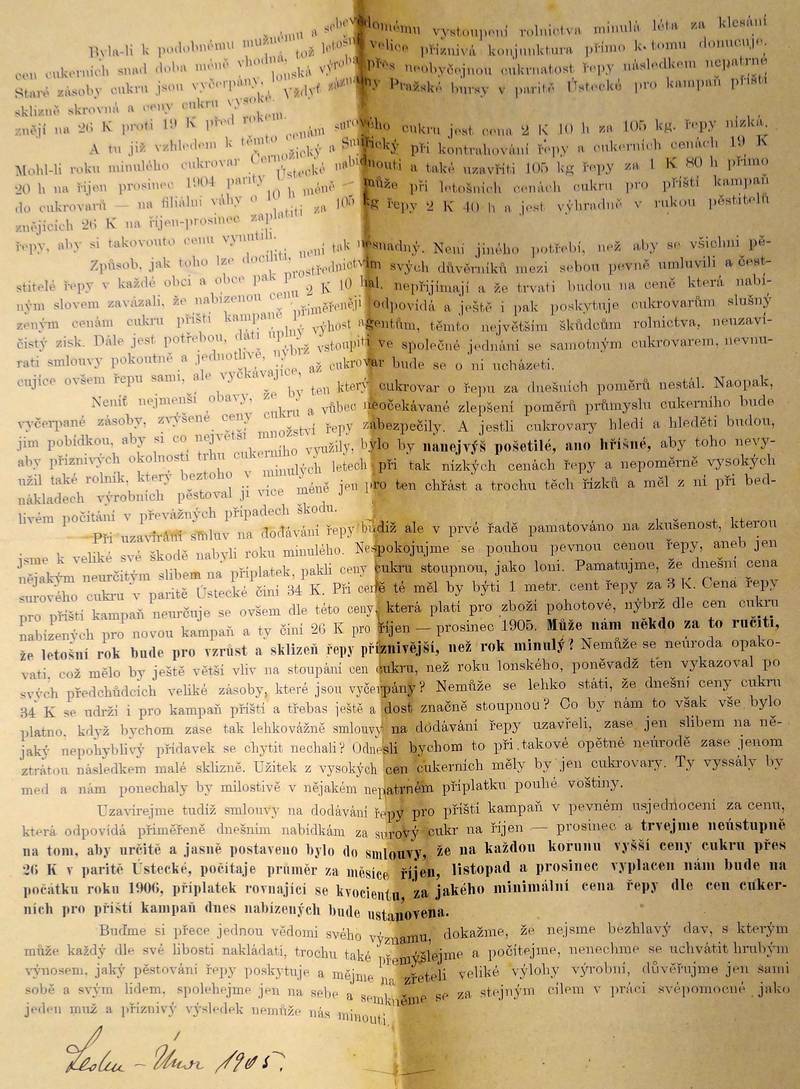 Byla-li k podobnému mužnému a sebevědomému vystoupení rolnictva minulá léta za klesání
cen cukerních snad doba méně vhodná, tož letošní velice příznivá konjunktura přímo k tomu donucuje.
Staré zásoby cukru jsou vyčerpány, loňská výroba přes neobyčejnou cukrnatost řepy následkem nepatrné
sklizně skrovná a ceny cukru vysoké. Vždyť záznamy Pražské bursy v paritě Ústecké pro kampaň příští
znějí na 26 K proti 19 K před rokem.
A tu již vzhledem k těmto cenám surového cukru jest cena 2 K 10 h za 105 kg. řepy nízká.
Mohl-li roku minulého cukrovar Černožický a Smiřický při kontrahování řepy a cukerních cenách 19 K
20 h na říjen prosinec 1904 parity Ústecké nabídnouti a také uzavříti 105 kg řepy za 1 K 80 h přímo
do cukrovarů — na filiální váhy o 10 h méně — může při letošních cenách cukru pro příští kampaň
znějících 26 K na říjen-prosinec zaplatiti za 105 kg řepy 2 K 40 h a jest výhradně v rukou pěstitelů
řepy, aby si takovouto cenu vynutili.
Způsob, jak toho lze docíliti, není tak nesnadný. Není jiného potřebí, než aby se všichni pě-
stitelé řepy v každé obci a obce pak prostřednictvím svých důvěrníků mezi sebou pevně umluvili a čest-
ným slovem zavázali, že nabízenou cenu 2 K 10 hal. nepřijímají a že trvati budou na ceně která nabí-
zeným cenám cukru příští kampaně přiměřeněji odpovídá a ještě i pak poskytuje cukrovarům slušný
čistý zisk. Dále jest potřebou, dáti úplný výhost agentům, těmto největším škůdcům rolnictva, neuzaví-
rati smlouvy pokoutně a jednotlivě, nýbrž vstoupiti ve společné jednání se samotným cukrovarem, nevnu-
cujíce ovšem řepu sami, ale vyčkávajíce, až cukrovar bude se o ni ucházeti.
Neníť nejmenší obavy, že by ten který cukrovar o řepu za dnešních poměrů nestál. Naopak,
vyčerpané zásoby, zvýšené ceny cukru a vůbec neočekávané zlepšení poměrů průmyslu cukerního bude
jim pobídkou, aby si co největší množství řepy zabezpečily. A jestli cukrovary hledí a hleděti budou,
aby příznivých okolností trhu cukerního využily, bylo by nanejvýš pošetilé, ano hříšné, aby toho nevy-
užil také rolník, který beztoho v minulých letech při tak nízkých cenách řepy a nepoměrně vysokých
nákladech výrobních pěstoval ji více méně jen pro ten chřást a trochu těch řízků a měl z ní při bed-
livém počítání v převážných případech škodu.
Při uzavírání smluv na dodávání řepy budiž ale v prvé řadě pamatováno na zkušenost, kterou
jsme k veliké své škodě nabyli roku minulého. Nespokojujme se pouhou pevnou cenou řepy, aneb jen
nějakým neurčitým slibem na příplatek, pakli ceny cukru stoupnou, jako loni. Pamatujme, že dnešní cena
surového cukru v paritě Ústecké činí 34 K. Při ceně té měl by býti 1 metr. cent řepy za 3 K. Cena řepy
pro příští kampaň neurčuje se ovšem dle této ceny, která platí pro zboží pohotové, nýbrž dle cen cukru
nabízených pro novou kampaň a ty činí 26 K pro říjen — prosinec 1905. Může nám někdo za to ručiti,
že letošní rok bude pro vzrůst a sklizeň řepy příznivější, než rok minulý? Nemůže se neúroda opako-
vati, což mělo by ještě větší vliv na stoupání cen cukru, než roku loňského, poněvadž ten vykazoval po
svých předchůdcích veliké zásoby, které jsou vyčerpány? Nemůže se lehko státi, že dnešní ceny cukru
34 K se udrží i pro kampaň příští a třebas ještě a dost značně stoupnou? Co by nám to však vše bylo
platno, když bychom zase tak lehkovážně smlouvy na dodávání řepy uzavřeli, zase jen slibem na ně-
jaký nepohyblivý přídavek se chytit nechali? Odnesli bychom to při takové opětné neúrodě zase jenom
ztrátou následkem malé sklizně. Užitek z vysokých cen cukerních měly by jen cukrovary. Ty vyssály by
med a nám ponechaly by milostivě v nějakém nepatrném příplatku pouhé voštiny.
Uzavírejme tudíž smlouvy na dodávání řepy pro příští kampaň v pevném usjednocení za cenu,
která odpovídá přiměřeně dnešním nabídkám za surový cukr na říjen — prosinec a trvejme neústupně
na tom, aby určitě a jasně postaveno bylo do smlouvy, že na každou korunu vyšší ceny cukru přes
26 K v paritě Ústecké, počítaje průměr za měsíce říjen, listopad a prosinec vyplacen nám bude na
počátku roku 1906, příplatek rovnající se kvocientu, za jakého minimální cena řepy dle cen cuker-
ních pro příští kampaň dnes nabízených bude ustanovena.
Buďme si přece jednou vědomi svého významu, dokažme, že nejsme bezhlavý dav, s kterým
může každý dle své libosti nakládati, trochu také přemýšlejme a počítejme, nenechme se uchvátit hrubým
výnosem, jaký pěstování řepy poskytuje a mějme na zřeteli veliké výlohy výrobní, důvěřujme jen sami
sobě a svým lidem, spolehejme jen na sebe a semkněme se za stejným cílem v práci svépomocné jako
jeden muž a příznivý výsledek nemůže nás minouti.
– Únor 1905.